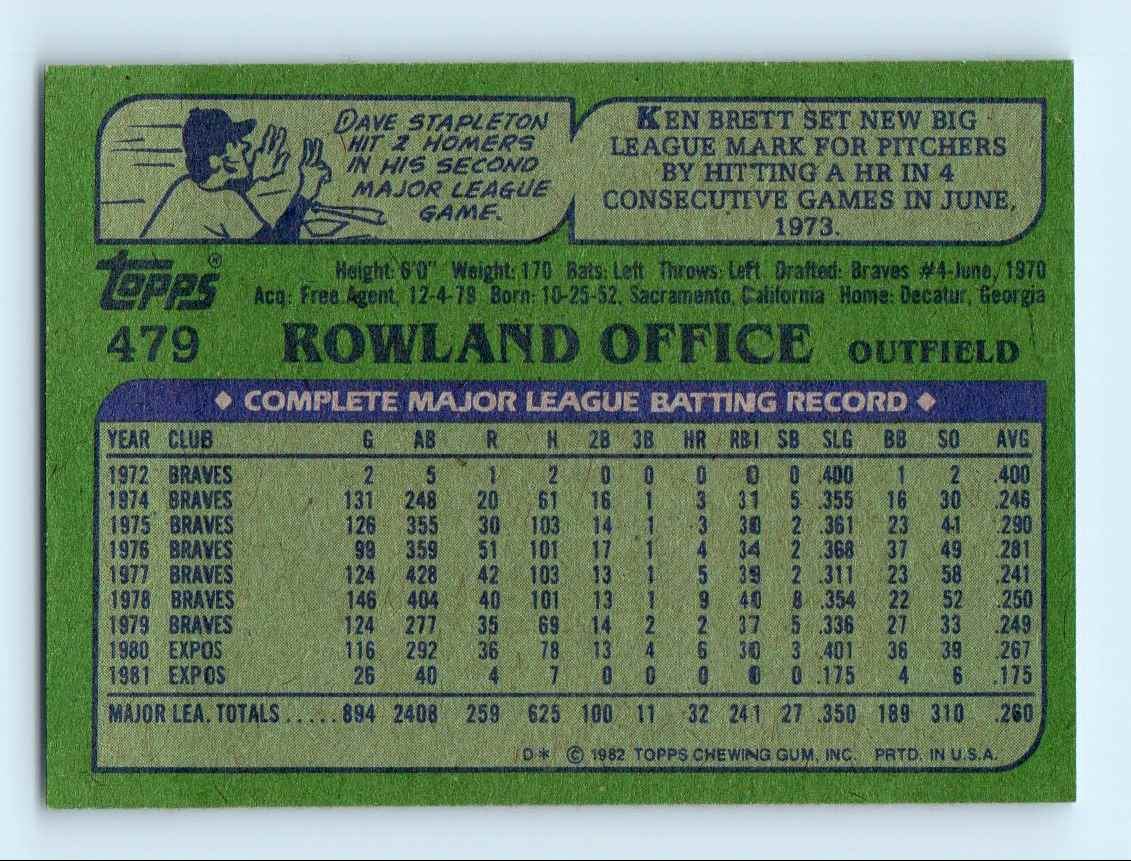 DAVE STAPLETON
HIT 2 HOMERS
IN HIS SECOND
MAJOR LEAGUE
GAME.
KEN BRETT SET NEW BIG
LEAGUE MARK FOR PITCHERS
BY HITTING A HR IN 4
CONSECUTIVE GAMES IN JUNE,
1973.
TOPPS®
Height: 6'0" Weight: 170 Bats: Left Throws: Left Drafted: Braves #4-June, 1970
Acq: Free Agent, 12-4-79 Born: 10-25-52, Sacramento, California Home: Decatur, Georgia
479 ROWLAND OFFICE OUTFIELD
◆ COMPLETE MAJOR LEAGUE BATTING RECORD ◆
YEAR CLUB G AB R H 2B 3B HR RBI SB SLG BB SO AVG
1972 BRAVES 2 5 1 2 0 0 0 0 0 .400 1 2 .400
1974 BRAVES 131 248 20 61 16 1 3 31 5 .355 16 30 .246
1975 BRAVES 126 355 30 103 14 1 3 30 2 .361 23 41 .290
1976 BRAVES 99 359 51 101 17 1 4 34 2 .368 37 49 .281
1977 BRAVES 124 428 42 103 13 1 5 39 2 .311 23 58 .241
1978 BRAVES 146 404 40 101 13 1 9 40 8 .354 22 52 .250
1979 BRAVES 124 277 35 69 14 2 2 37 5 .336 27 33 .249
1980 EXPOS 116 292 36 78 13 4 6 30 3 .401 36 39 .267
1981 EXPOS 26 40 4 7 0 0 0 0 0 .175 4 6 .175
MAJOR LEA. TOTALS.....894 2408 259 625 100 11 32 241 27 .350 189 310 .260
D* © 1982 TOPPS CHEWING GUM, INC. PRTD. IN U.S.A.